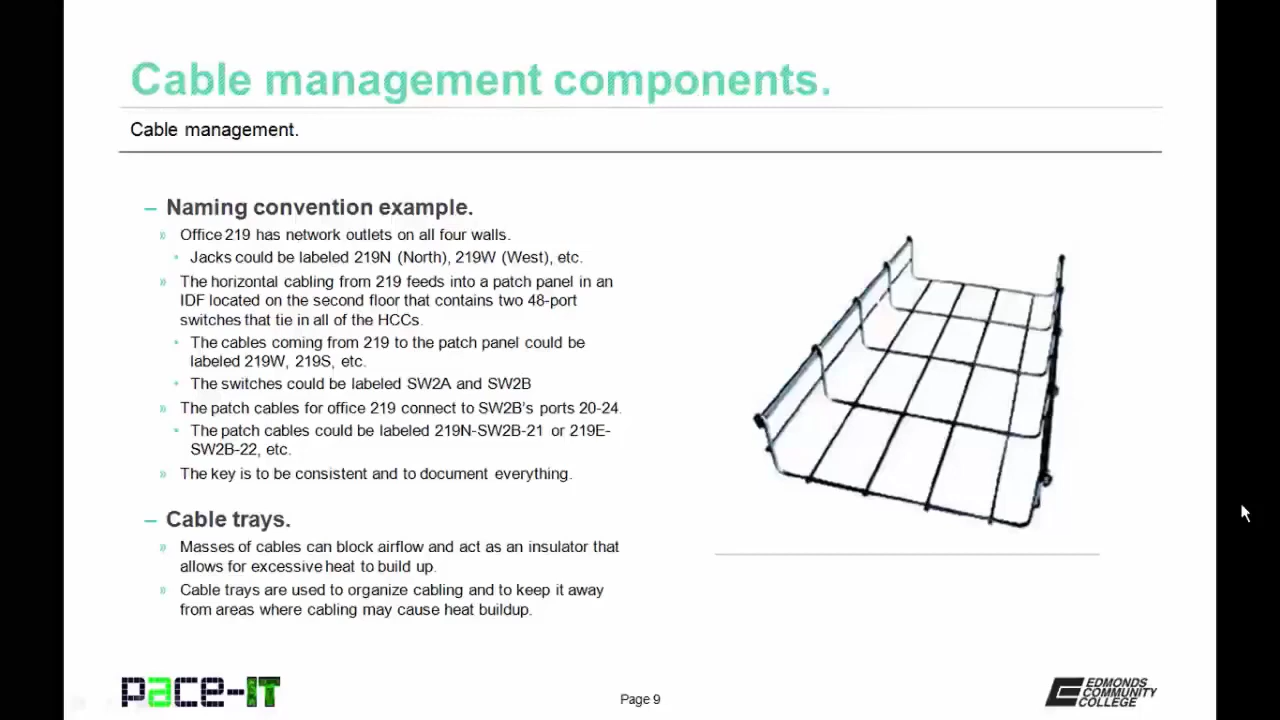 Cable management components.
Cable management.
– Naming convention example.
» Office 219 has network outlets on all four walls.
• Jacks could be labeled 219N (North), 219W (West), etc.
» The horizontal cabling from 219 feeds into a patch panel in an
IDF located on the second floor that contains two 48-port
switches that tie in all of the HCCs.
• The cables coming from 219 to the patch panel could be
labeled 219W, 219S, etc.
• The switches could be labeled SW2A and SW2B
» The patch cables for office 219 connect to SW2B's ports 20-24.
• The patch cables could be labeled 219N-SW2B-21 or 219E-
SW2B-22, etc.
» The key is to be consistent and to document everything.
– Cable trays.
» Masses of cables can block airflow and act as an insulator that
allows for excessive heat to build up.
» Cable trays are used to organize cabling and to keep it away
from areas where cabling may cause heat buildup.
pace-IT
Page 9
EDMONDS
COMMUNITY
COLLEGE